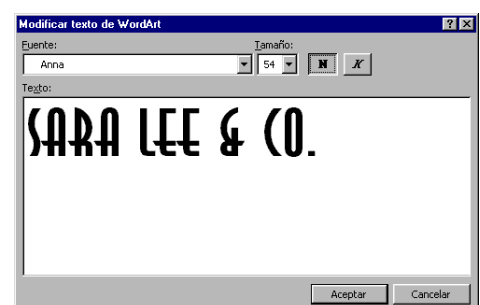 Modificar texto de WordArt
Fuente: Tamaño:
Anna 54 N K
Texto:
SARA LEE & CO.
Aceptar Cancelar